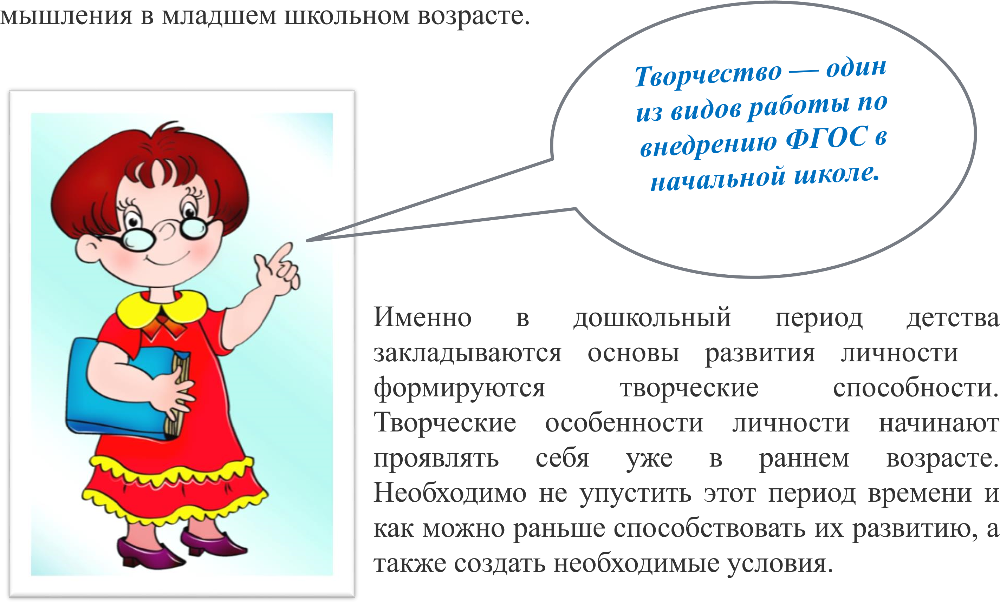 мышления в младшем школьном возрасте.
Творчество — один
из видов работы по
внедрению ФГОС в
начальной школе.
Именно в дошкольный период детства
закладываются основы развития личности
формируются творческие способности.
Творческие особенности личности начинают
проявлять себя уже в раннем возрасте.
Необходимо не упустить этот период времени и
как можно раньше способствовать их развитию, а
также создать необходимые условия.